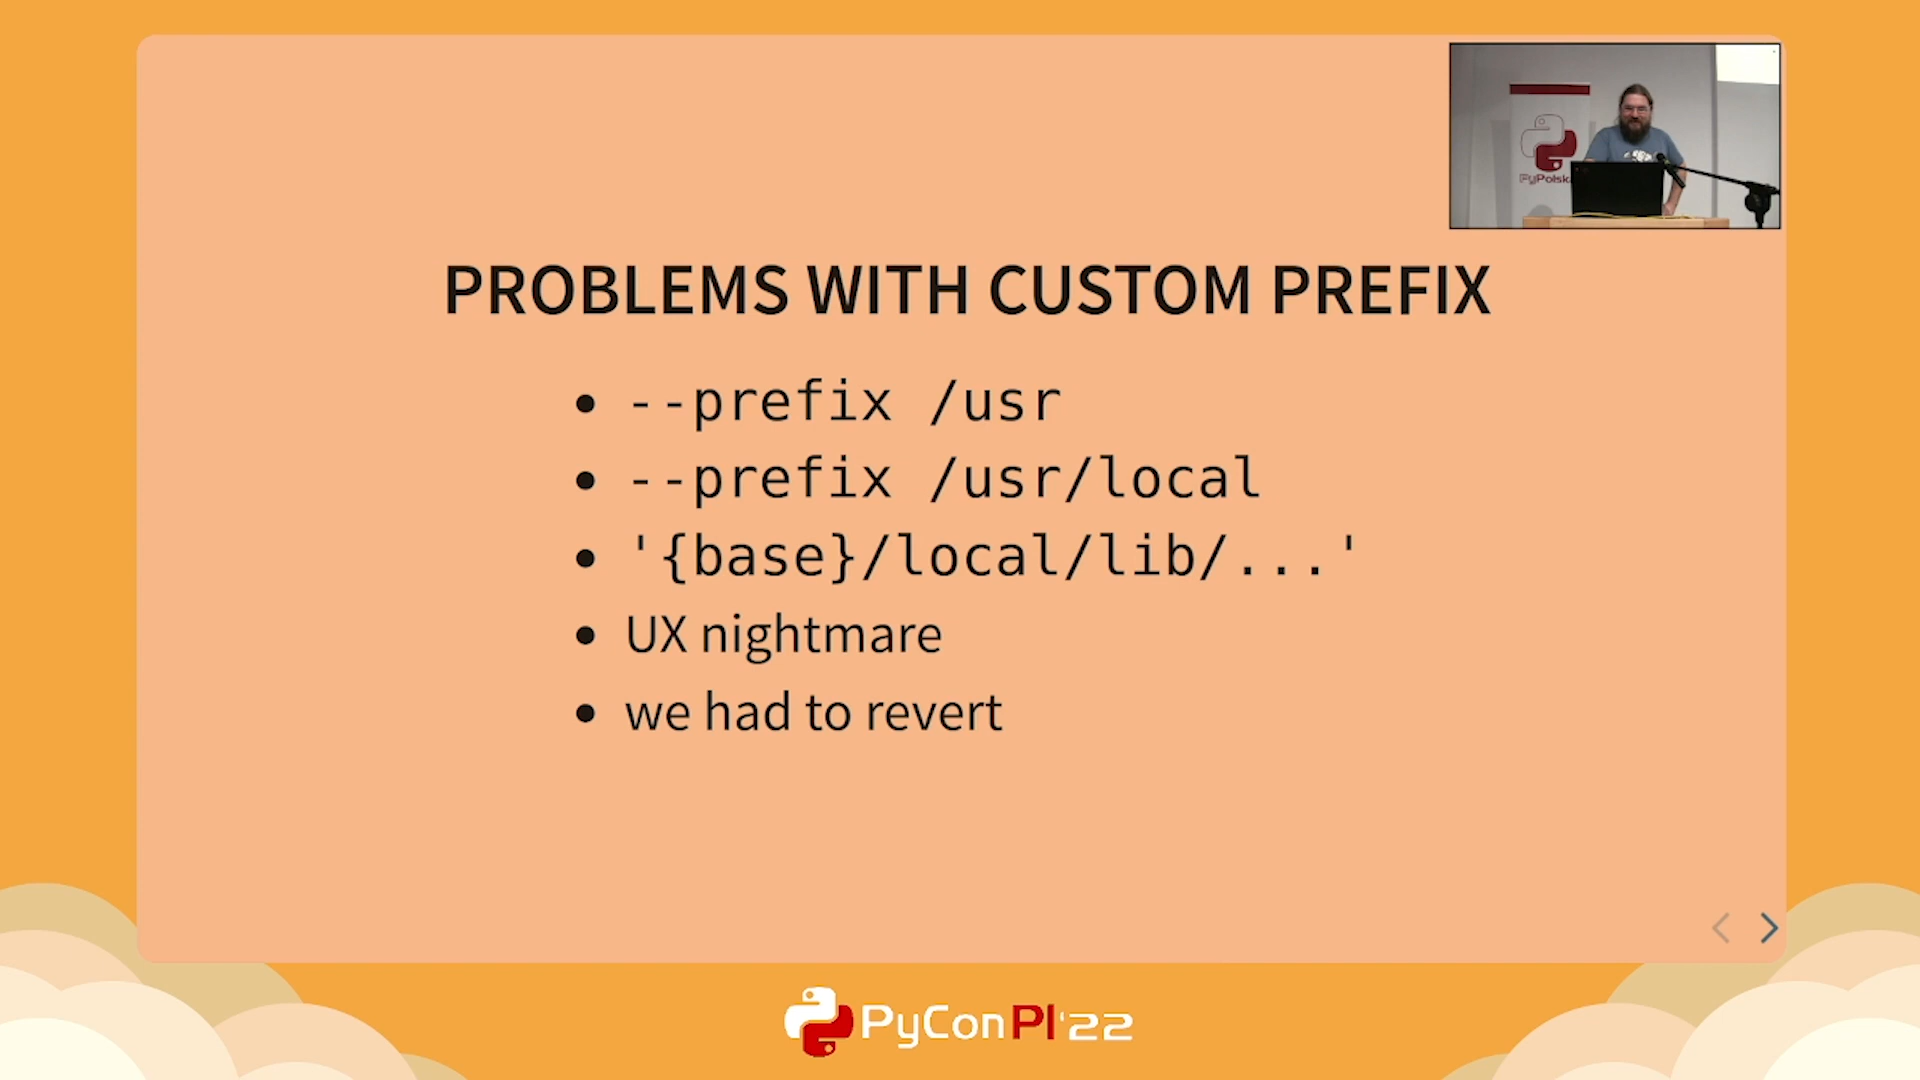 PROBLEMS WITH CUSTOM PREFIX
--prefix /usr
--prefix /usr/local
'{base}/local/lib/...'
UX nightmare
we had to revert
PyPolska
PyConPl'22